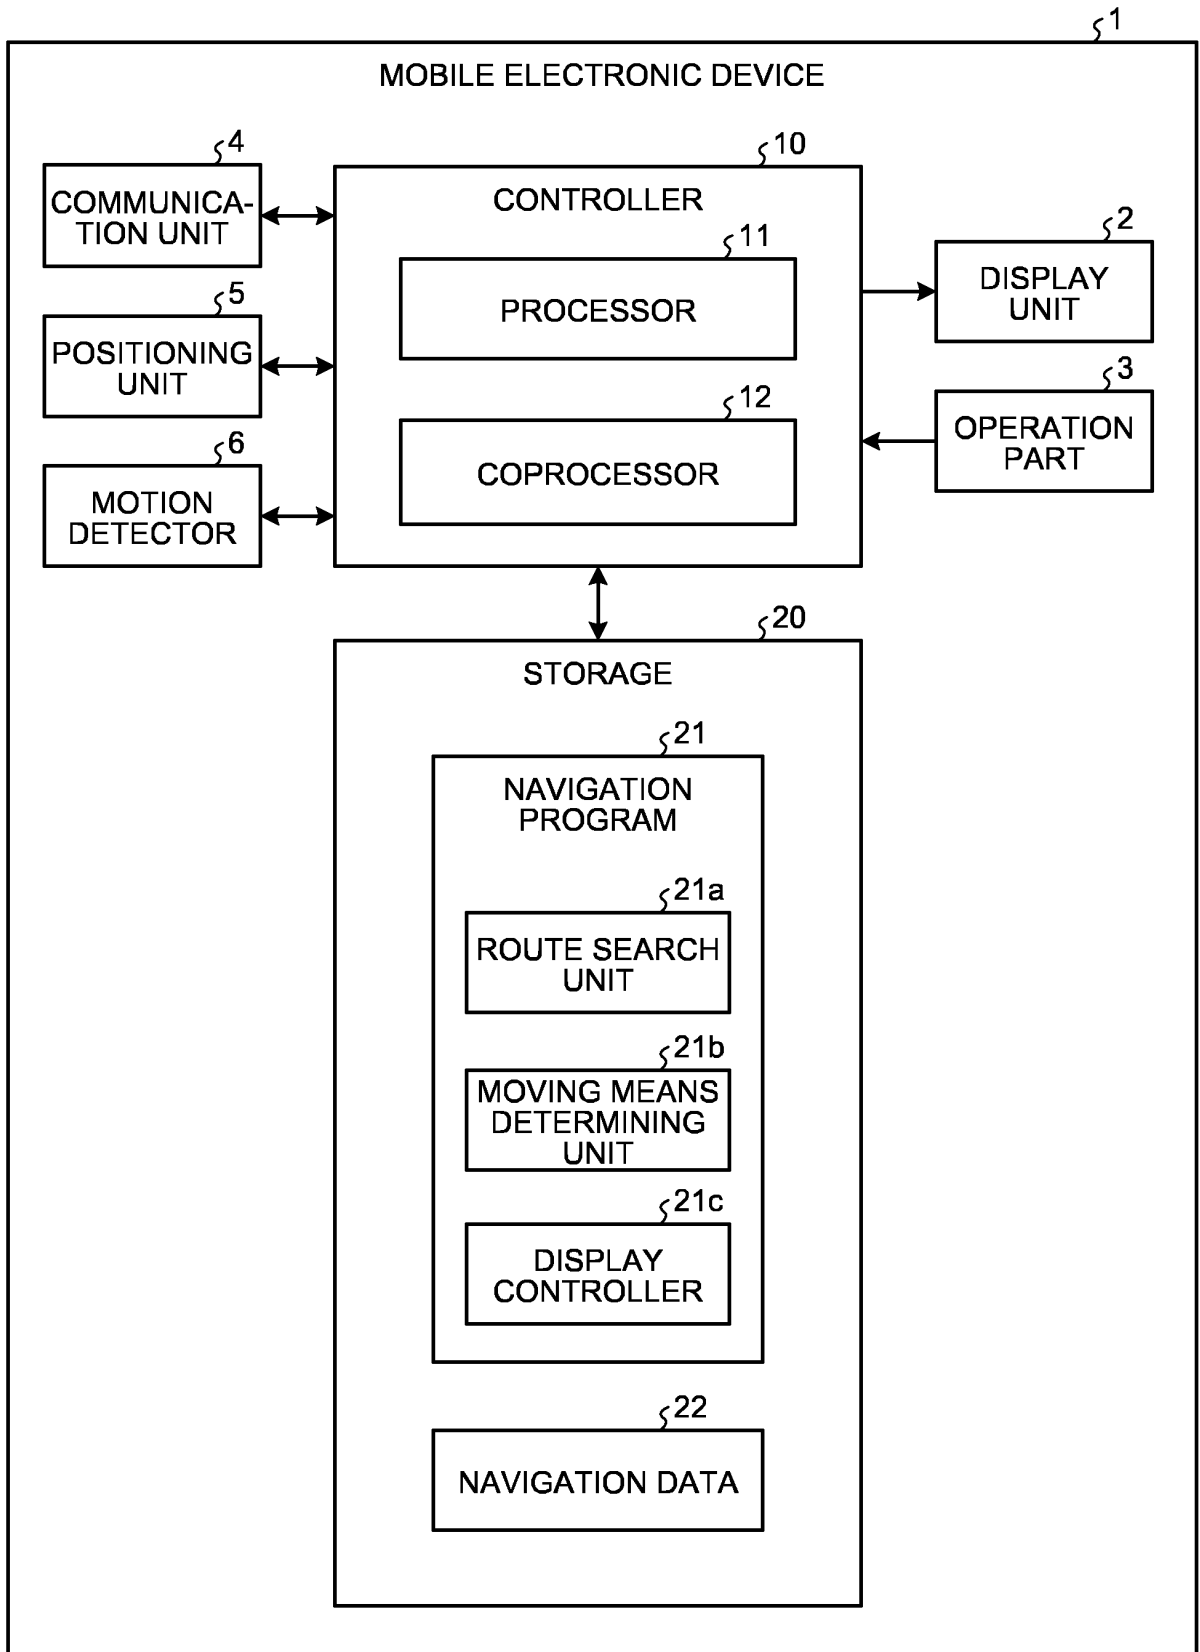 1
MOBILE ELECTRONIC DEVICE
4
COMMUNICA-
TION UNIT
5
POSITIONING
UNIT
6
MOTION
DETECTOR
10
CONTROLLER
11
PROCESSOR
12
COPROCESSOR
2
DISPLAY
UNIT
3
OPERATION
PART
20
STORAGE
21
NAVIGATION
PROGRAM
21a
ROUTE SEARCH
UNIT
21b
MOVING MEANS
DETERMINING
UNIT
21c
DISPLAY
CONTROLLER
22
NAVIGATION DATA